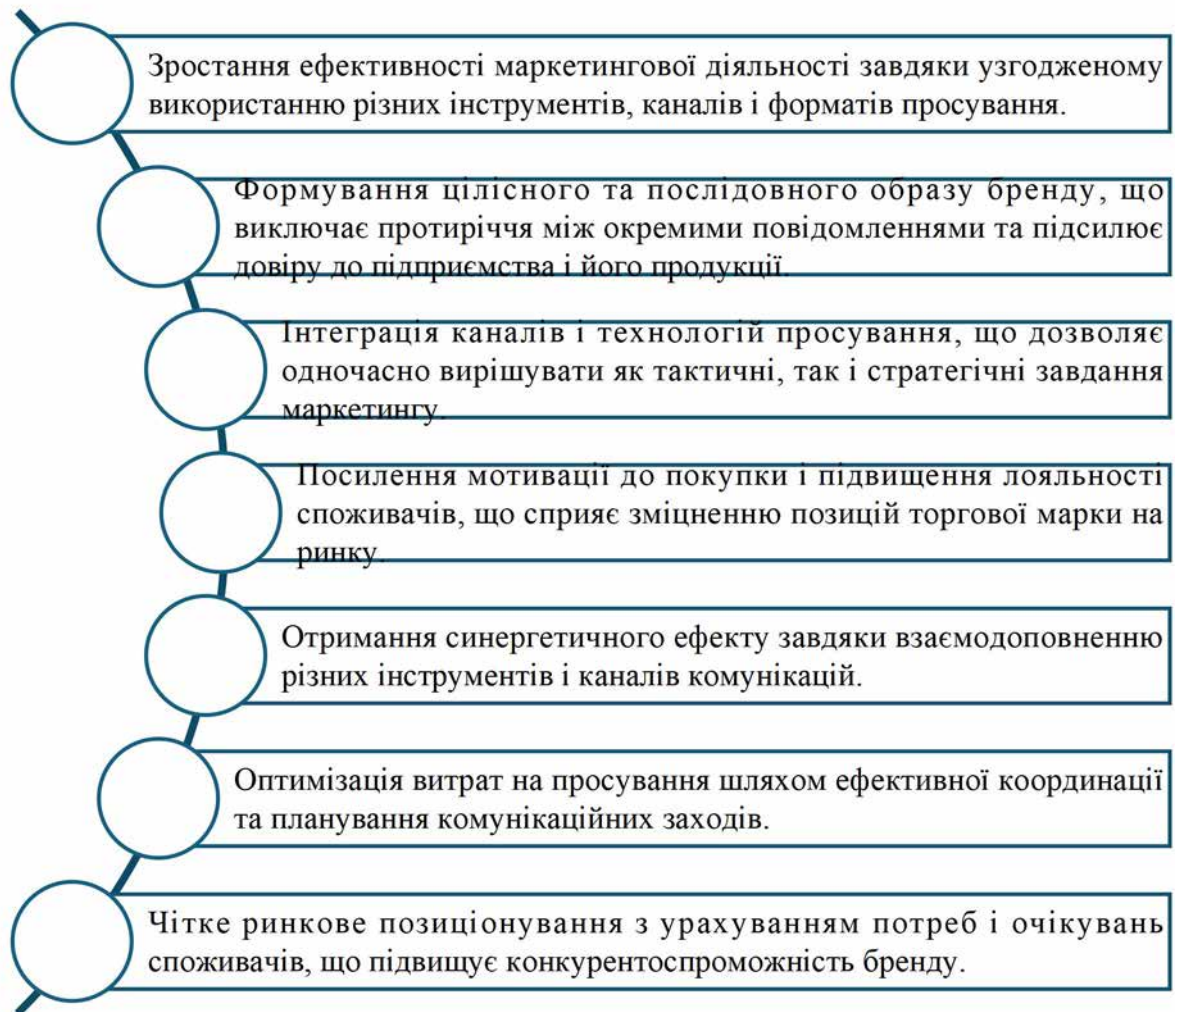 Зростання ефективності маркетингової діяльності завдяки узгодженому
використанню різних інструментів, каналів і форматів просування.
Формування цілісного та послідовного образу бренду, що
виключає протиріччя між окремими повідомленнями та підсилює
довіру до підприємства і його продукції.
Інтеграція каналів і технологій просування, що дозволяє
одночасно вирішувати як тактичні, так і стратегічні завдання
маркетингу.
Посилення мотивації до покупки і підвищення лояльності
споживачів, що сприяє зміцненню позицій торгової марки на
ринку.
Отримання синергетичного ефекту завдяки взаємодоповненню
різних інструментів і каналів комунікацій.
Оптимізація витрат на просування шляхом ефективної координації
та планування комунікаційних заходів.
Чітке ринкове позиціонування з урахуванням потреб і очікувань
споживачів, що підвищує конкурентоспроможність бренду.